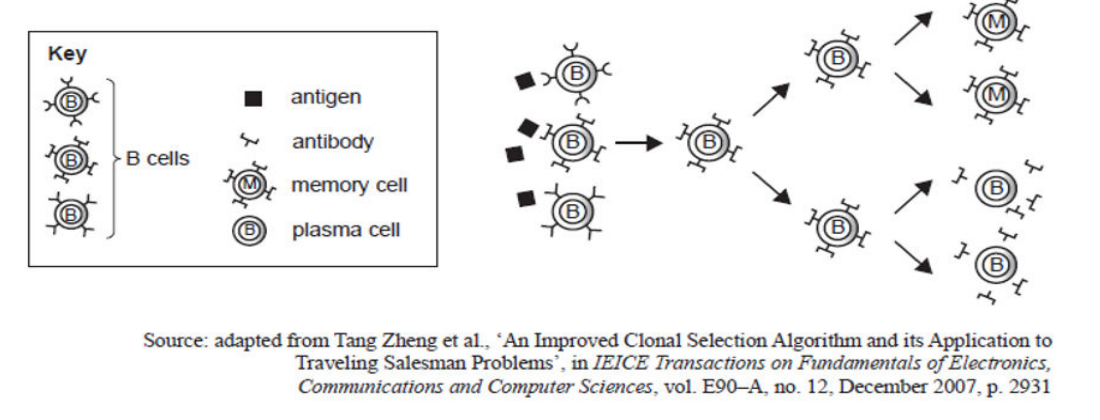 Key
B
B
B
B cells
antigen
antibody
M
memory cell
B
plasma cell
B
B
B
B
B
B
M
M
B
B
Source: adapted from Tang Zheng et al., ‘An Improved Clonal Selection Algorithm and its Application to
Traveling Salesman Problems’, in IEICE Transactions on Fundamentals of Electronics,
Communications and Computer Sciences, vol. E90–A, no. 12, December 2007, p. 2931